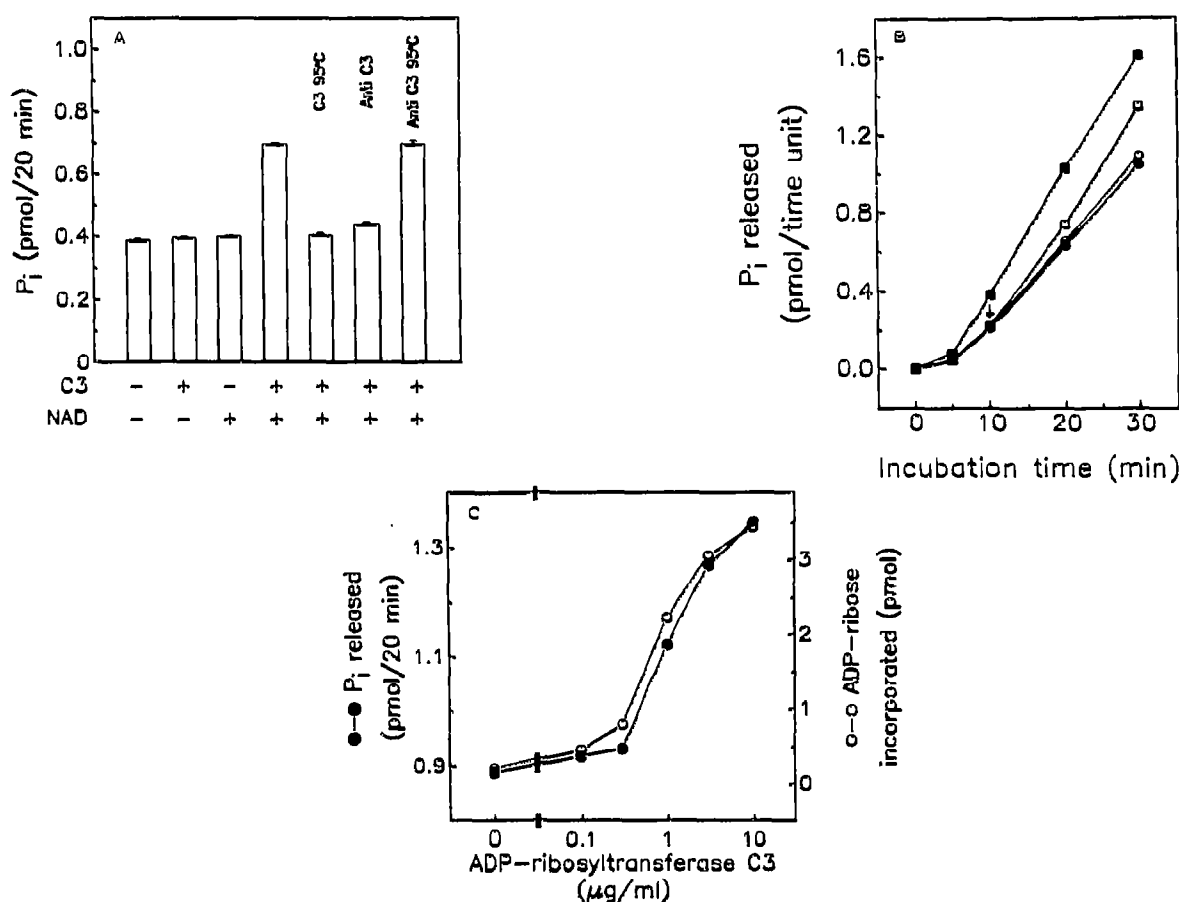 A
1.0
0.8
0.6
0.4
0.2
0
Pi (pmol/20 min)
C3 95°C
Anti C3
Anti C3 95°C
C3 - + - + + + +
NAD - - + + + + +
B
1.6
1.2
0.8
0.4
0.0
Pi released
(pmol/time unit)
0 10 20 30
Incubation time (min)
C
1.3
1.1
0.9
Pi released
(pmol/20 min)
3
2
1
0
o-o ADP-ribose
incorporated (pmol)
0 0.1 1 10
ADP-ribosyltransferase C3
(μg/ml)